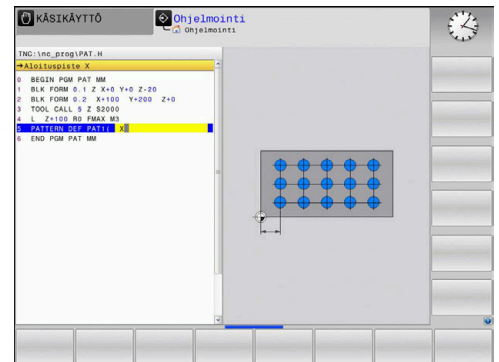 KÄSIKÄYTTÖ
Ohjelmointi
Ohjelmointi
TNC:\nc_prog\PAT.H
→Aloituspiste X
0 BEGIN PGM PAT MM
1 BLK FORM 0.1 Z X+0 Y+0 Z-20
2 BLK FORM 0.2 X+100 Y+200 Z+0
3 TOOL CALL 5 Z S2000
4 L Z+100 R0 FMAX M3
5 PATTERN DEF PAT1( X
6 END PGM PAT MM